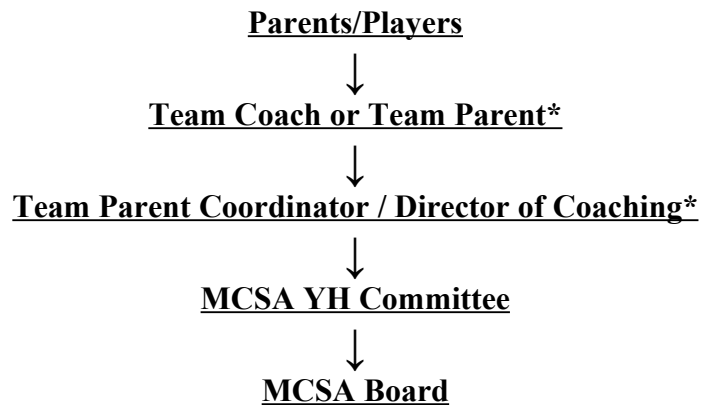 Parents/Players
↓
Team Coach or Team Parent*
↓
Team Parent Coordinator / Director of Coaching*
↓
MCSA YH Committee
↓
MCSA Board